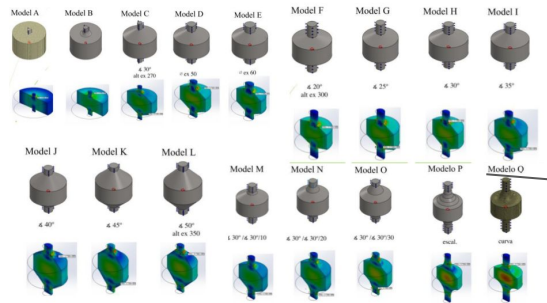 Model A
Model B
Model C
Model D
Model E
Model F
Model G
Model H
Model I
∡ 30°
alt ex 270
ex 50
ex 60
∡ 20°
alt ex 300
∡ 25°
∡ 30°
∡ 35°
Model J
Model K
Model L
Model M
Model N
Model O
Modelo P
Modelo Q
∡ 40°
∡ 45°
∡ 50°
alt ex 350
∡ 30° /∡ 30°/10
∡ 30° /∡ 30°/20
∡ 30° /∡ 30°/30
escal.
curva